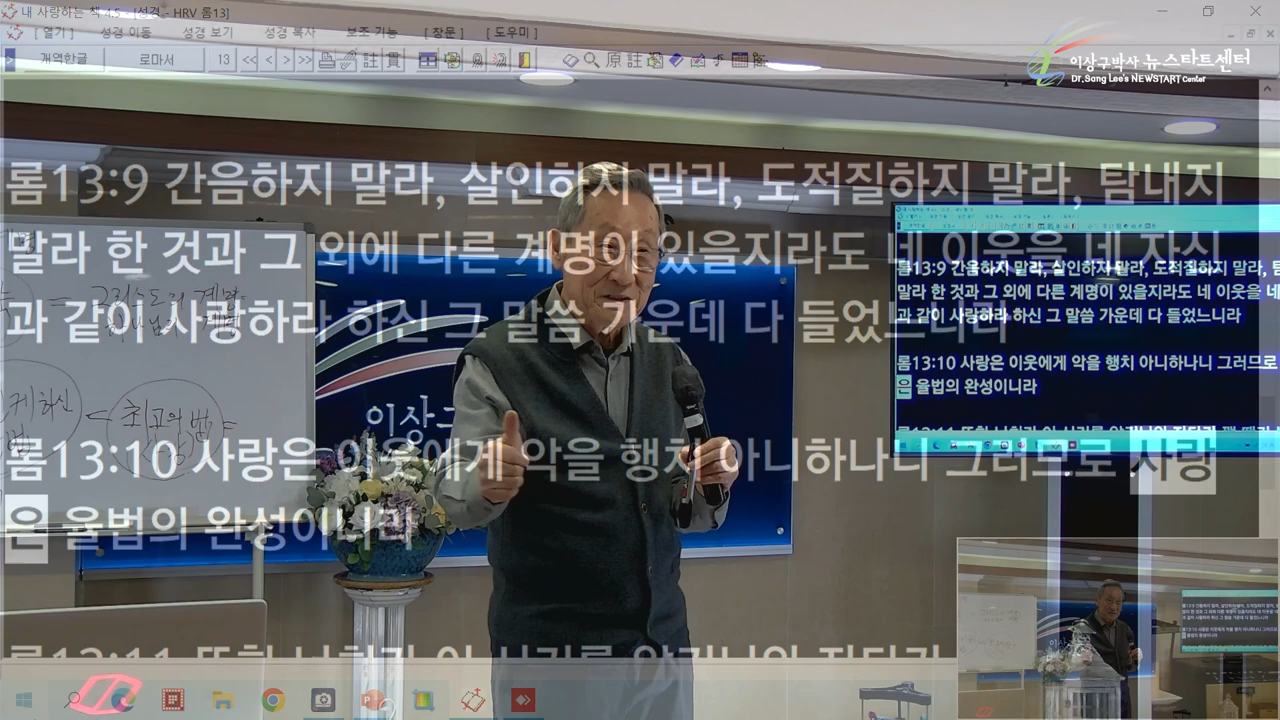 내 사랑하는 책 4.5 - [성경 - HRV 롬13]
[ 열기 ] 성경 이동 성경 보기 성경 복사 보조 기능 [ 창문 ] [ 도우미 ]
개역한글 로마서 13 << < > >>
이상구박사 뉴스타트센터
Dr. Sang Lee's NEWSTART Center
롬13:9 간음하지 말라, 살인하지 말라, 도적질하지 말라, 탐내지
말라 한 것과 그 외에 다른 계명이 있을지라도 네 이웃을 네 자신
과 같이 사랑하라 하신 그 말씀 가운데 다 들었느니라
롬13:10 사랑은 이웃에게 악을 행치 아니하나니 그러므로 사랑
은 율법의 완성이니라
롬13:9 간음하지 말라, 살인하지 말라, 도적질하지 말라, 탐
말라 한 것과 그 외에 다른 계명이 있을지라도 네 이웃을 네
과 같이 사랑하라 하신 그 말씀 가운데 다 들었느니라
롬13:10 사랑은 이웃에게 악을 행치 아니하나니 그러므로
은 율법의 완성이니라
= 그리스도의 계명
최고의 법 =
이상구